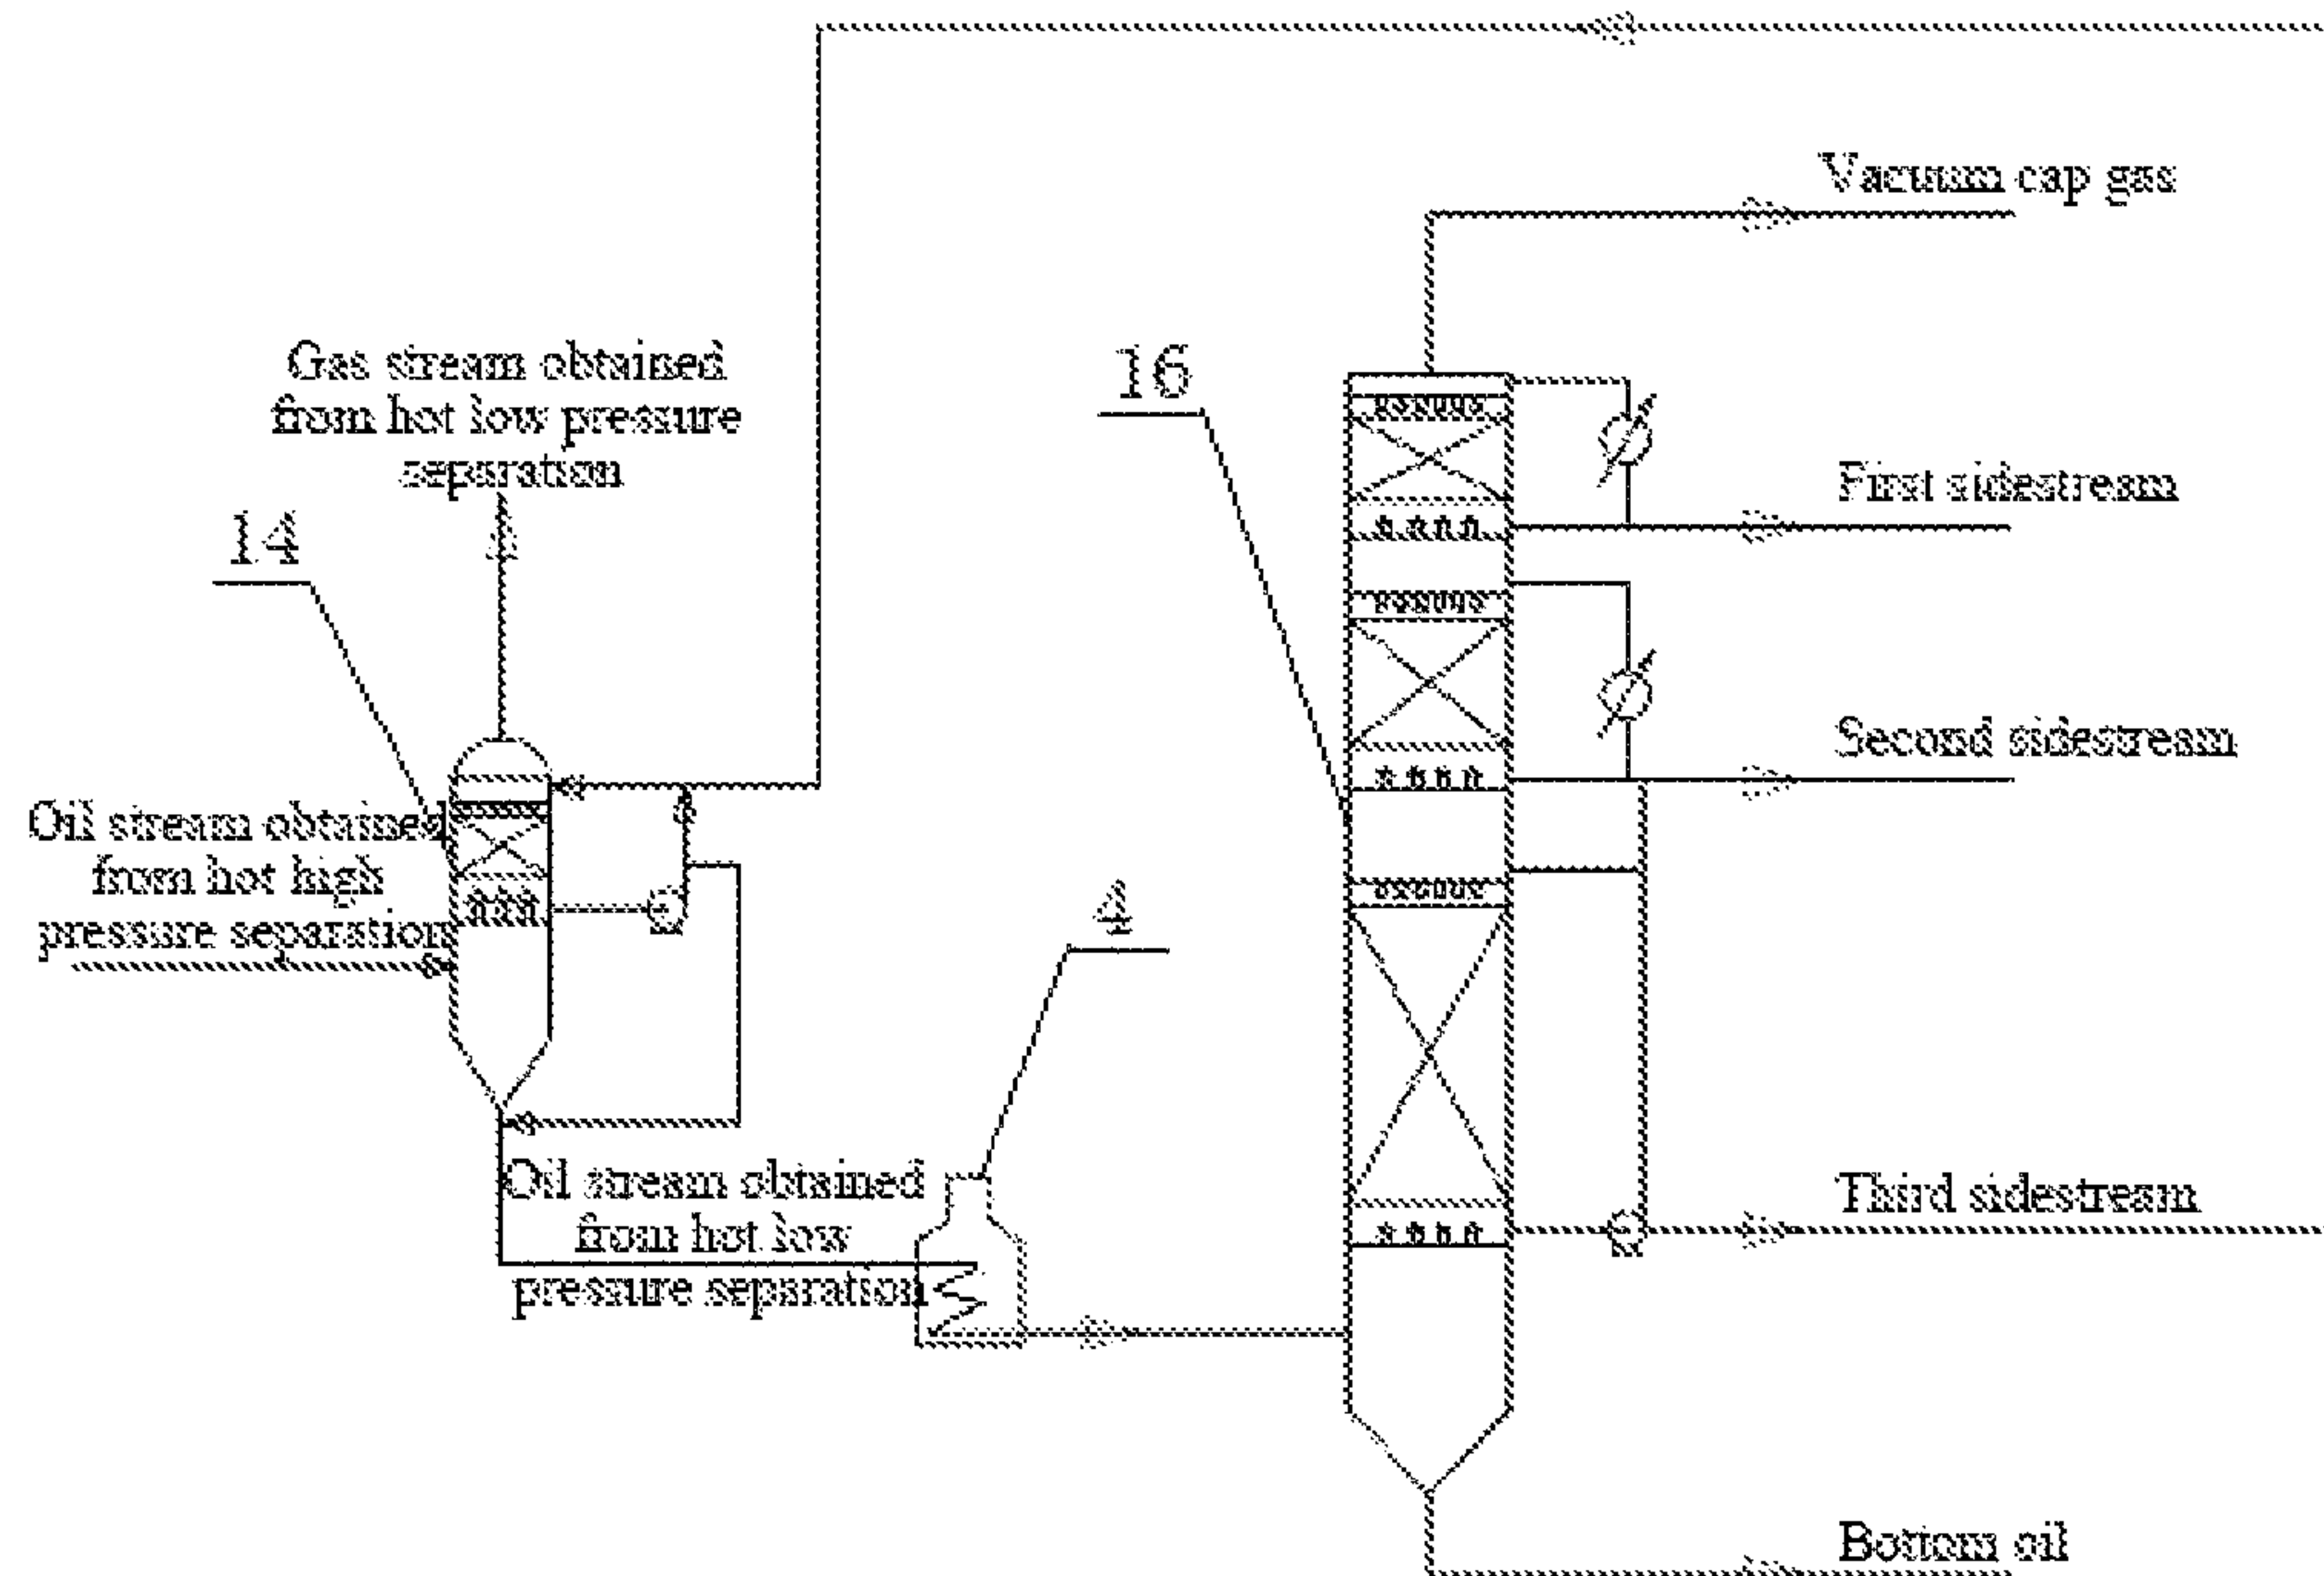 Vacuum cap gas
Gas stream obtained
from hot low pressure
separation
16
First sidestream
14
Second sidestream
Oil stream obtained
from hot high
pressure separation
4
Oil stream obtained
from hot low
pressure separation
Third sidestream
Bottom oil